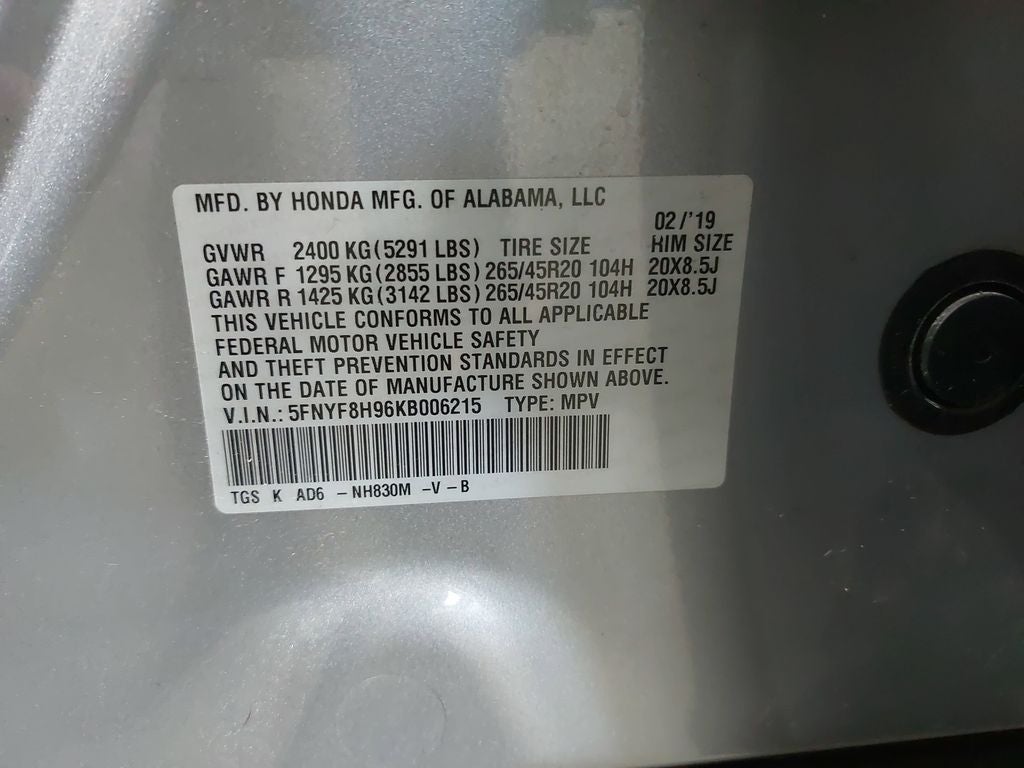 MFD. BY HONDA MFG. OF ALABAMA, LLC
02/'19
GVWR 2400 KG(5291 LBS) TIRE SIZE HIM SIZE
GAWR F 1295 KG(2855 LBS) 265/45R20 104H 20X8.5J
GAWR R 1425 KG(3142 LBS) 265/45R20 104H 20X8.5J
THIS VEHICLE CONFORMS TO ALL APPLICABLE
FEDERAL MOTOR VEHICLE SAFETY
AND THEFT PREVENTION STANDARDS IN EFFECT
ON THE DATE OF MANUFACTURE SHOWN ABOVE.
V.I.N.: 5FNYF8H96KB006215 TYPE: MPV
TGS K AD6 -NH830M -V -B